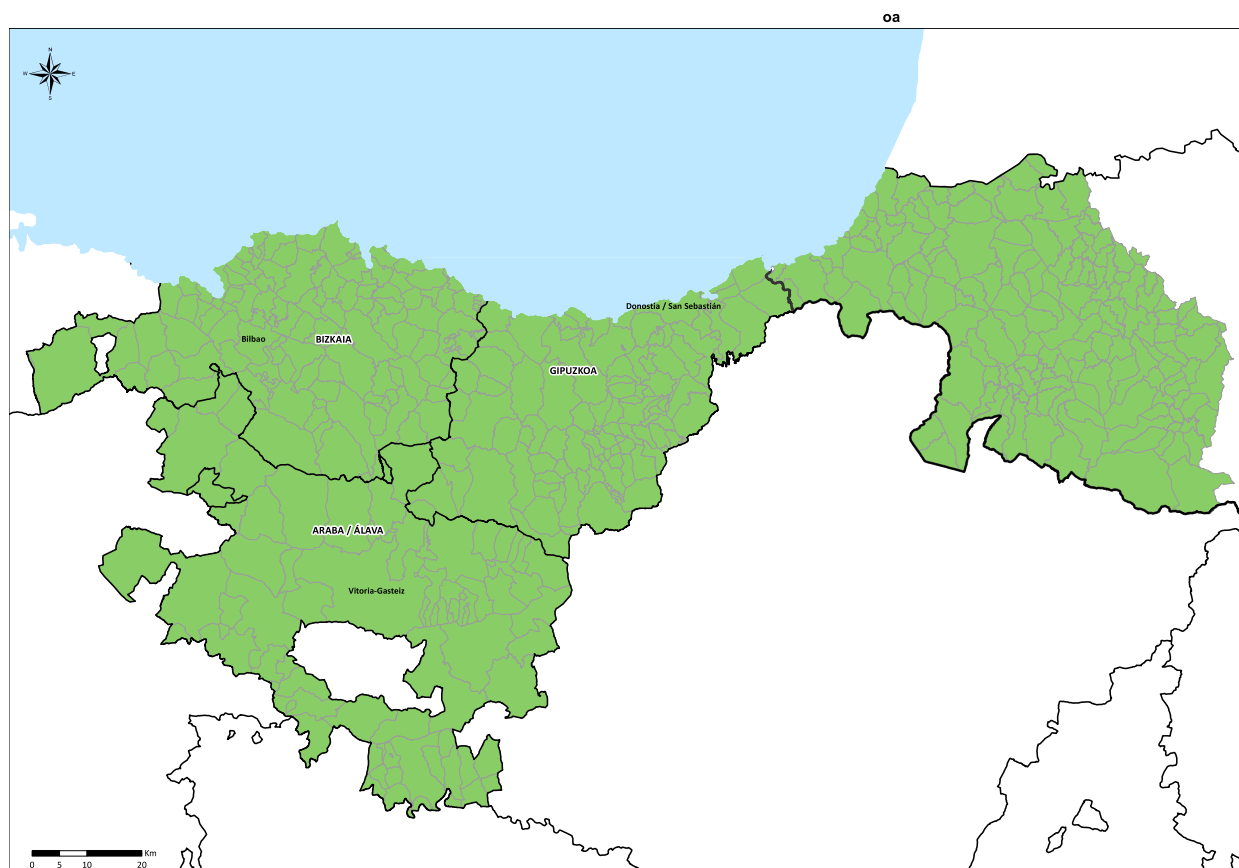 oa
N
W E
S
Donostia / San Sebastián
Bilbao
BIZKAIA
GIPUZKOA
ARABA / ÁLAVA
Vitoria-Gasteiz
Km
0 5 10 20